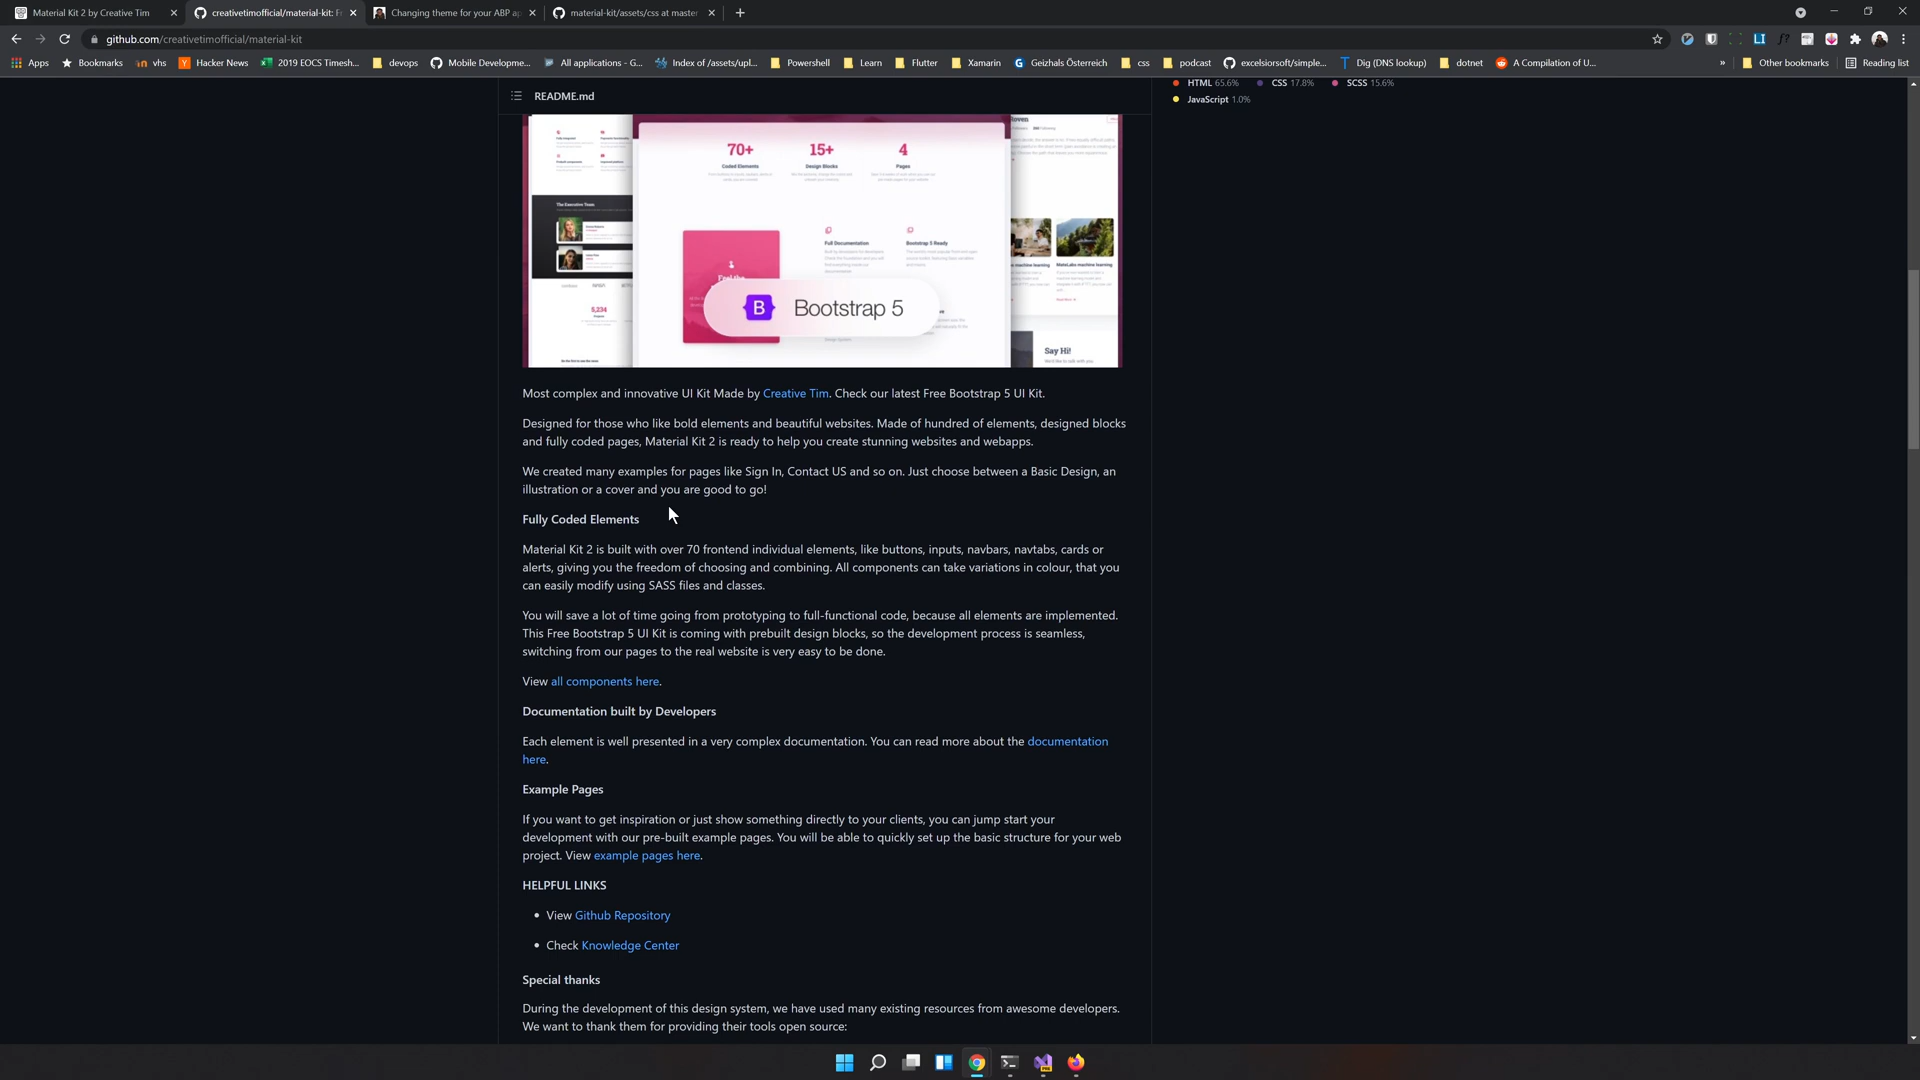 Material Kit 2 by Creative Tim
creativetimofficial/material-kit: F
Changing theme for your ABP ap
material-kit/assets/css at master
github.com/creativetimofficial/material-kit
Apps
Bookmarks
vhs
Hacker News
2019 EOCS Timesh...
devops
Mobile Developme...
All applications - G...
Index of /assets/upl...
Powershell
Learn
Flutter
Xamarin
Geizhals Österreich
css
podcast
excelsiorsoft/simple...
Dig (DNS lookup)
dotnet
A Compilation of U...
»
Other bookmarks
Reading list
README.md
HTML 65.6%
CSS 17.8%
SCSS 15.6%
JavaScript 1.0%
70+
Coded Elements
15+
Design Blocks
4
Pages
The Executive Team
Full Documentation
Bootstrap 5 Ready
Feel the
5,234
Say Hi!
Bootstrap 5
Most complex and innovative UI Kit Made by Creative Tim. Check our latest Free Bootstrap 5 UI Kit.
Designed for those who like bold elements and beautiful websites. Made of hundred of elements, designed blocks
and fully coded pages, Material Kit 2 is ready to help you create stunning websites and webapps.
We created many examples for pages like Sign In, Contact US and so on. Just choose between a Basic Design, an
illustration or a cover and you are good to go!
Fully Coded Elements
Material Kit 2 is built with over 70 frontend individual elements, like buttons, inputs, navbars, navtabs, cards or
alerts, giving you the freedom of choosing and combining. All components can take variations in colour, that you
can easily modify using SASS files and classes.
You will save a lot of time going from prototyping to full-functional code, because all elements are implemented.
This Free Bootstrap 5 UI Kit is coming with prebuilt design blocks, so the development process is seamless,
switching from our pages to the real website is very easy to be done.
View all components here.
Documentation built by Developers
Each element is well presented in a very complex documentation. You can read more about the documentation
here.
Example Pages
If you want to get inspiration or just show something directly to your clients, you can jump start your
development with our pre-built example pages. You will be able to quickly set up the basic structure for your web
project. View example pages here.
HELPFUL LINKS
• View Github Repository
• Check Knowledge Center
Special thanks
During the development of this design system, we have used many existing resources from awesome developers.
We want to thank them for providing their tools open source: